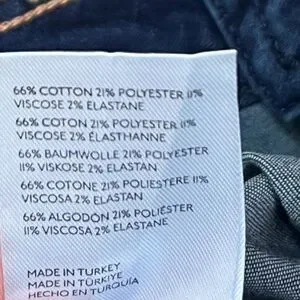 66% COTTON 21% POLYESTER 11%
VISCOSE 2% ELASTANE
66% COTON 21% POLYESTER 11%
VISCOSE 2% ÉLASTHANNE
66% BAUMWOLLE 21% POLYESTER
11% VISKOSE 2% ELASTAN
66% COTONE 21% POLIESTERE 11%
VISCOSA 2% ELASTAN
66% ALGODÓN 21% POLIÉSTER
11% VISCOSA 2% ELASTANO
MADE IN TURKEY
MADE IN TÜRKIYE
HECHO EN TURQUÍA